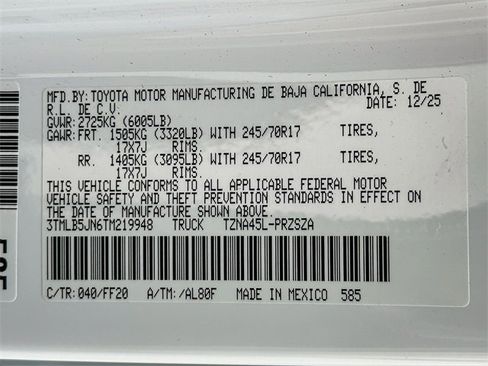 MFD.BY:TOYOTA MOTOR MANUFACTURING DE BAJA CALIFORNIA, S. DE
R.L. DE C.V. DATE: 12/25
GVWR:2725KG (6005LB)
GAWR:FRT. 1505KG (3320LB) WITH 245/70R17 TIRES,
17X7J RIMS.
RR. 1405KG (3095LB) WITH 245/70R17 TIRES,
17X7J RIMS.
THIS VEHICLE CONFORMS TO ALL APPLICABLE FEDERAL MOTOR
VEHICLE SAFETY AND THEFT PREVENTION STANDARDS IN EFFECT ON
THE DATE OF MANUFACTURE SHOWN ABOVE.
3TMLB5JN6TM219948 TRUCK TZNA45L-PRZSZA
C/TR:040/FF20 A/TM:/AL80F MADE IN MEXICO 585